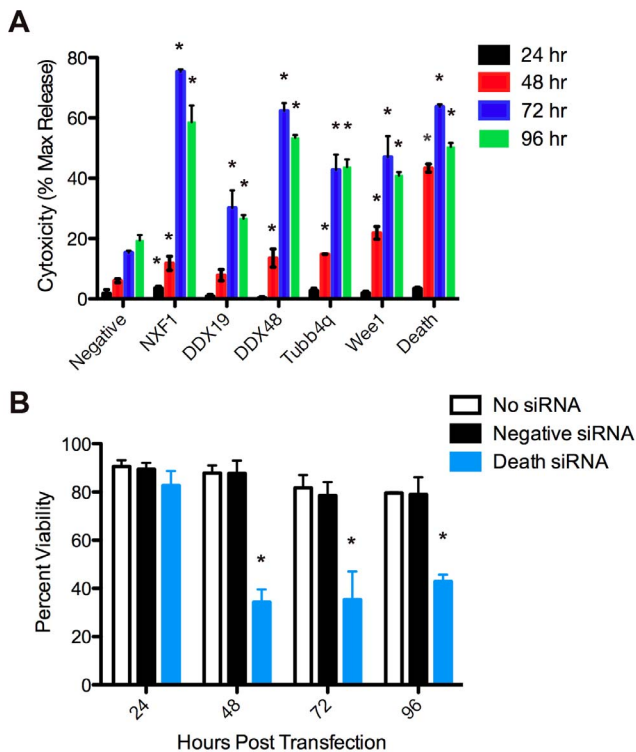 A
Cytoxicity (% Max Release)
80
60
40
20
0
* * * * * * * * * * * * * * * *
24 hr
48 hr
72 hr
96 hr
Negative
NXF1
DDX19
DDX48
Tubb4q
Wee1
Death
B
No siRNA
Negative siRNA
Death siRNA
Percent Viability
100
80
60
40
20
0
* * *
24
48
72
96
Hours Post Transfection